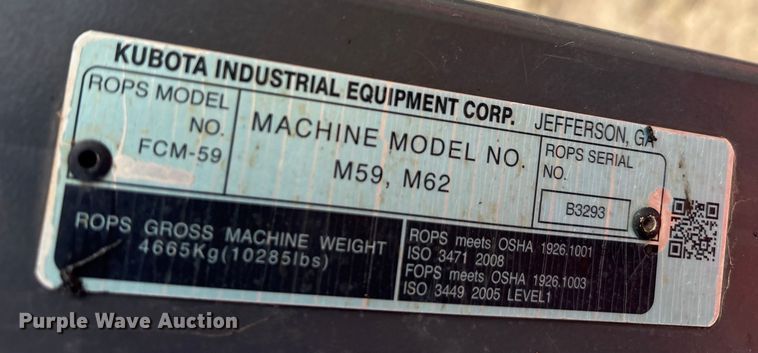 KUBOTA INDUSTRIAL EQUIPMENT CORP. JEFFERSON, GA
ROPS MODEL
NO.
FCM-59
MACHINE MODEL NO.
M59, M62
ROPS SERIAL
NO.
B3293
ROPS GROSS MACHINE WEIGHT
4665Kg(10285lbs)
ROPS meets OSHA 1926.1001
ISO 3471 2008
FOPS meets OSHA 1926.1003
ISO 3449 2005 LEVEL1
Purple Wave Auction